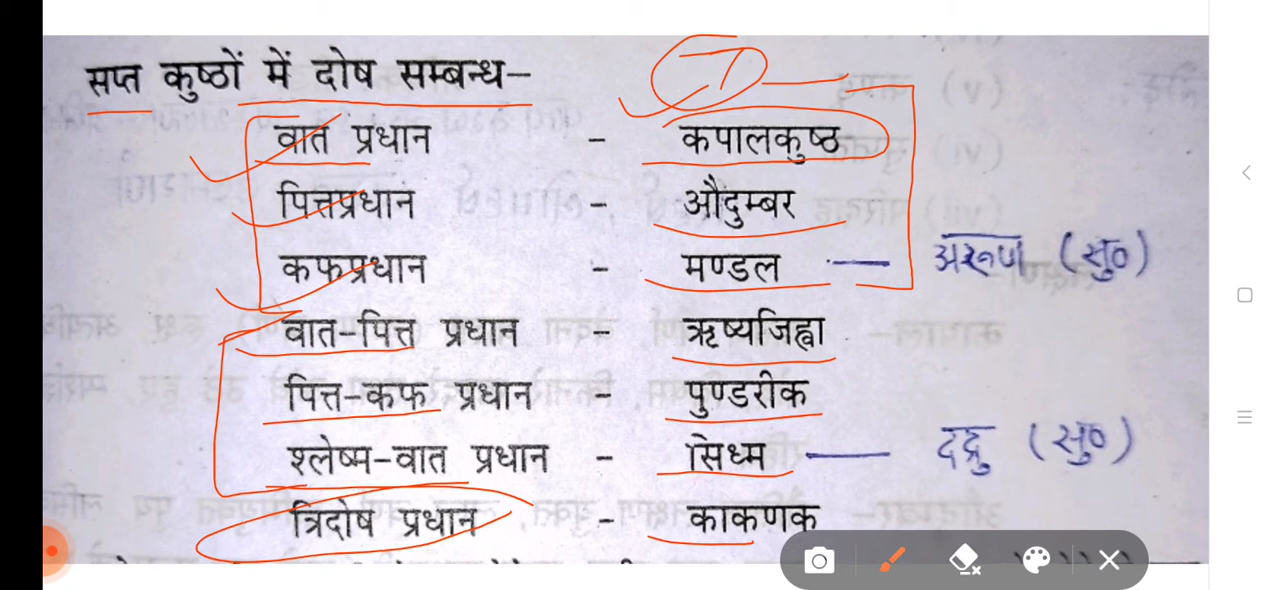 सप्त कुष्ठों में दोष सम्बन्ध–
7
वात प्रधान - कपालकुष्ठ
पित्तप्रधान - औदुम्बर
कफप्रधान - मण्डल — अरूण (सु०)
वात-पित्त प्रधान - ऋष्यजिह्वा
पित्त-कफ प्रधान - पुण्डरीक
श्लेष्म-वात प्रधान - सिध्म — दद्रु (सु०)
त्रिदोष प्रधान - काकणक